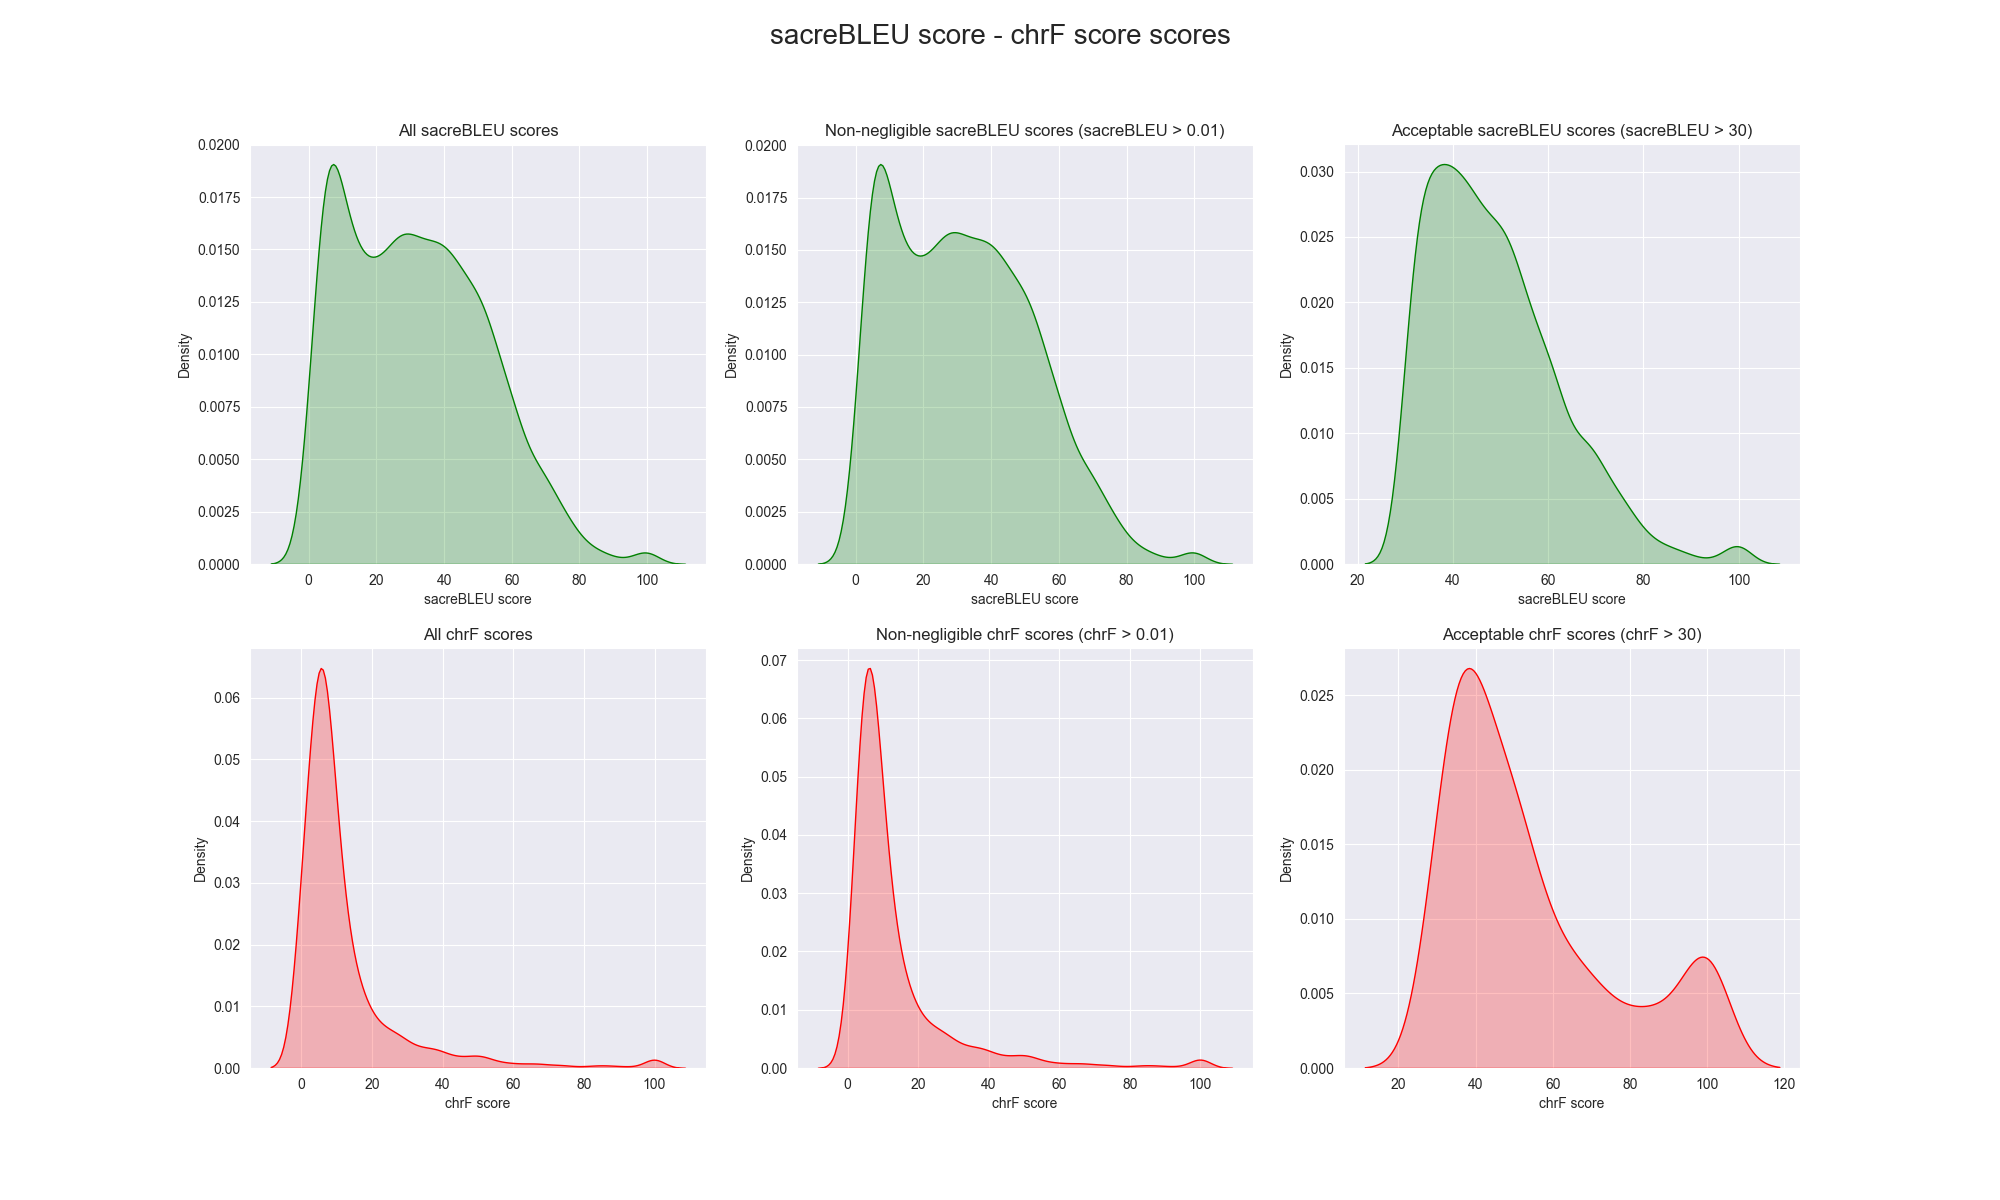 sacreBLEU score - chrF score scores
All sacreBLEU scores
0.0200
0.0175
0.0150
0.0125
0.0100
0.0075
0.0050
0.0025
0.0000
Density
0 20 40 60 80 100
sacreBLEU score
Non-negligible sacreBLEU scores (sacreBLEU > 0.01)
0.0200
0.0175
0.0150
0.0125
0.0100
0.0075
0.0050
0.0025
0.0000
Density
0 20 40 60 80 100
sacreBLEU score
Acceptable sacreBLEU scores (sacreBLEU > 30)
0.030
0.025
0.020
0.015
0.010
0.005
0.000
Density
20 40 60 80 100
sacreBLEU score
All chrF scores
0.06
0.05
0.04
0.03
0.02
0.01
0.00
Density
0 20 40 60 80 100
chrF score
Non-negligible chrF scores (chrF > 0.01)
0.07
0.06
0.05
0.04
0.03
0.02
0.01
0.00
Density
0 20 40 60 80 100
chrF score
Acceptable chrF scores (chrF > 30)
0.025
0.020
0.015
0.010
0.005
0.000
Density
20 40 60 80 100 120
chrF score